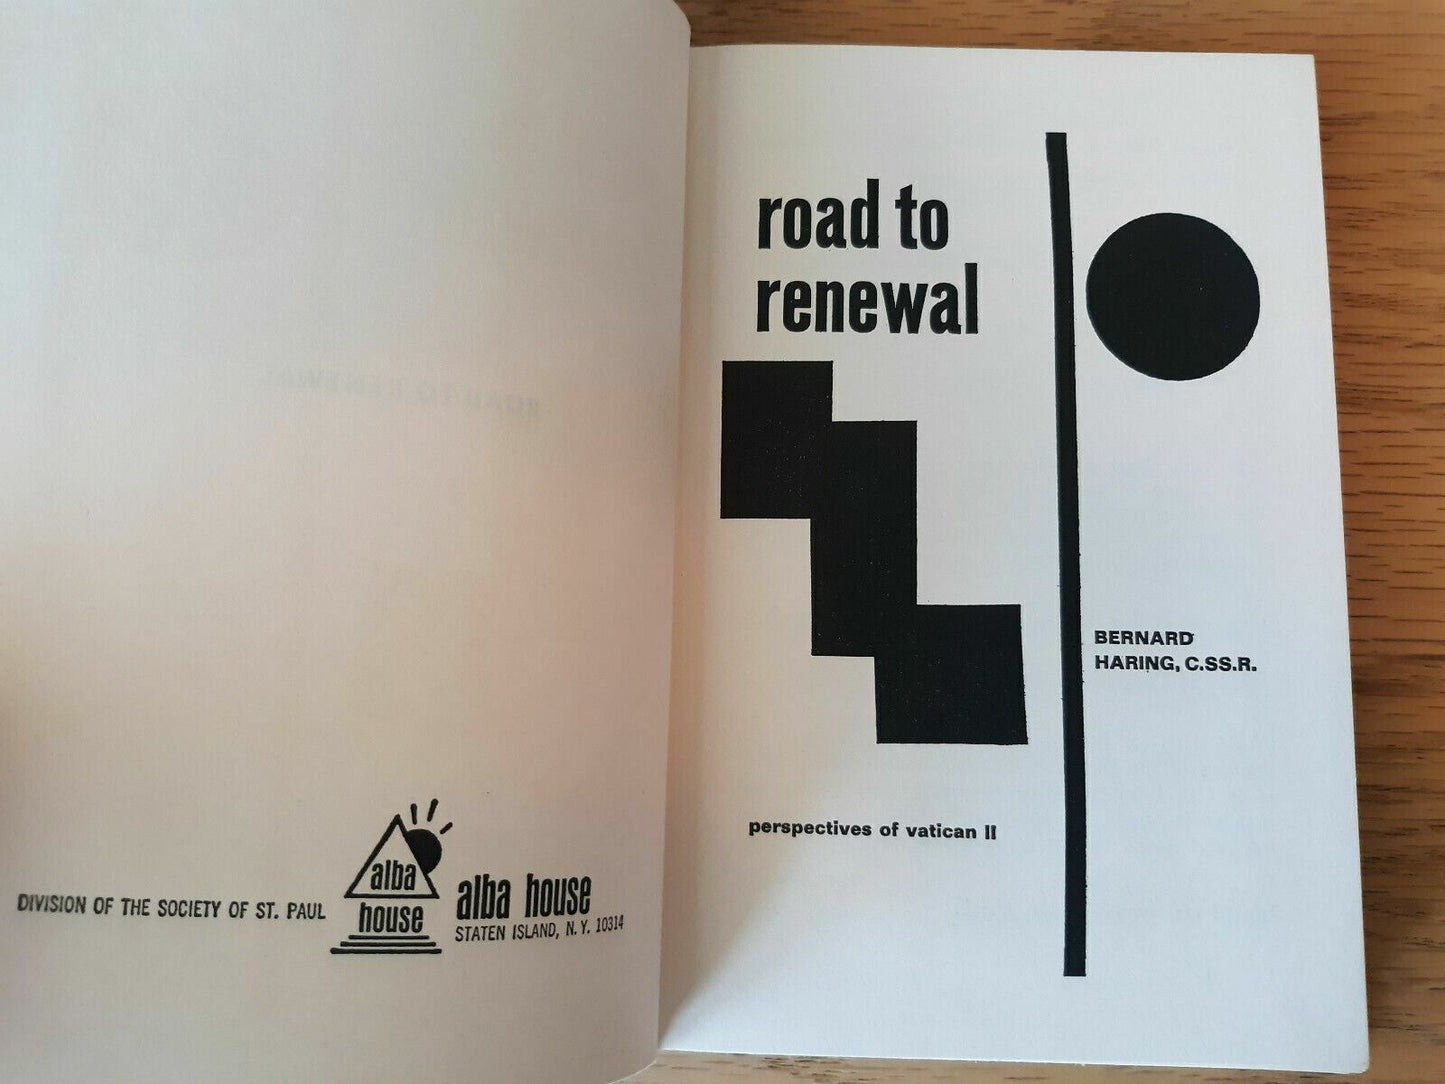 DIVISION OF THE SOCIETY OF ST. PAUL
alba
house
alba house
STATEN ISLAND, N.Y. 10314
road to
renewal
BERNARD
HARING, C.SS.R.
perspectives of vatican II